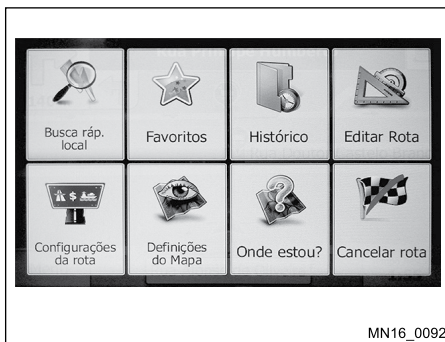 Busca ráp.
local
Favoritos
Histórico
Editar Rota
Configurações
da rota
Definições
do Mapa
Onde estou?
Cancelar rota
MN16_0092